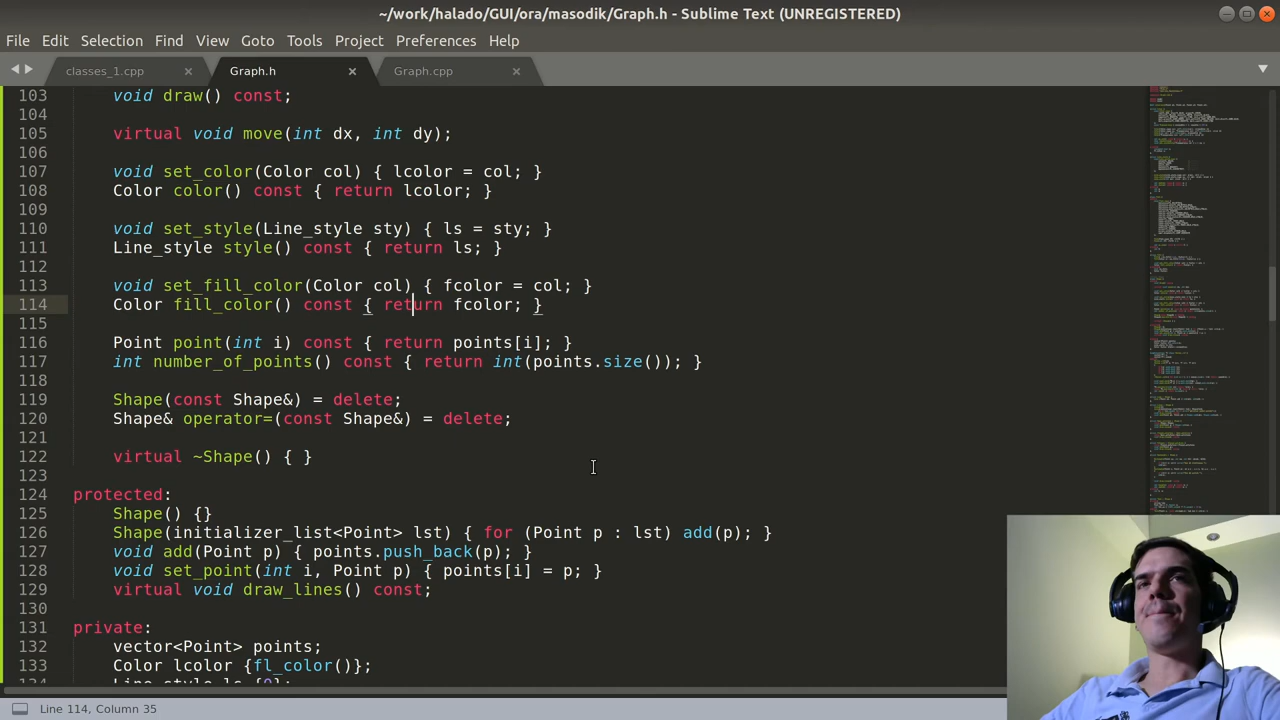 ~/work/halado/GUI/ora/masodik/Graph.h - Sublime Text (UNREGISTERED)
File Edit Selection Find View Goto Tools Project Preferences Help
classes_1.cpp × Graph.h × Graph.cpp ×
103 void draw() const;
104
105 virtual void move(int dx, int dy);
106
107 void set_color(Color col) { lcolor = col; }
108 Color color() const { return lcolor; }
109
110 void set_style(Line_style sty) { ls = sty; }
111 Line_style style() const { return ls; }
112
113 void set_fill_color(Color col) { fcolor = col; }
114 Color fill_color() const { return fcolor; }
115
116 Point point(int i) const { return points[i]; }
117 int number_of_points() const { return int(points.size()); }
118
119 Shape(const Shape&) = delete;
120 Shape& operator=(const Shape&) = delete;
121
122 virtual ~Shape() { }
123
124 protected:
125 Shape() {}
126 Shape(initializer_list<Point> lst) { for (Point p : lst) add(p); }
127 void add(Point p) { points.push_back(p); }
128 void set_point(int i, Point p) { points[i] = p; }
129 virtual void draw_lines() const;
130
131 private:
132 vector<Point> points;
133 Color lcolor {fl_color()};
134 Line_style ls {0};
Line 114, Column 35